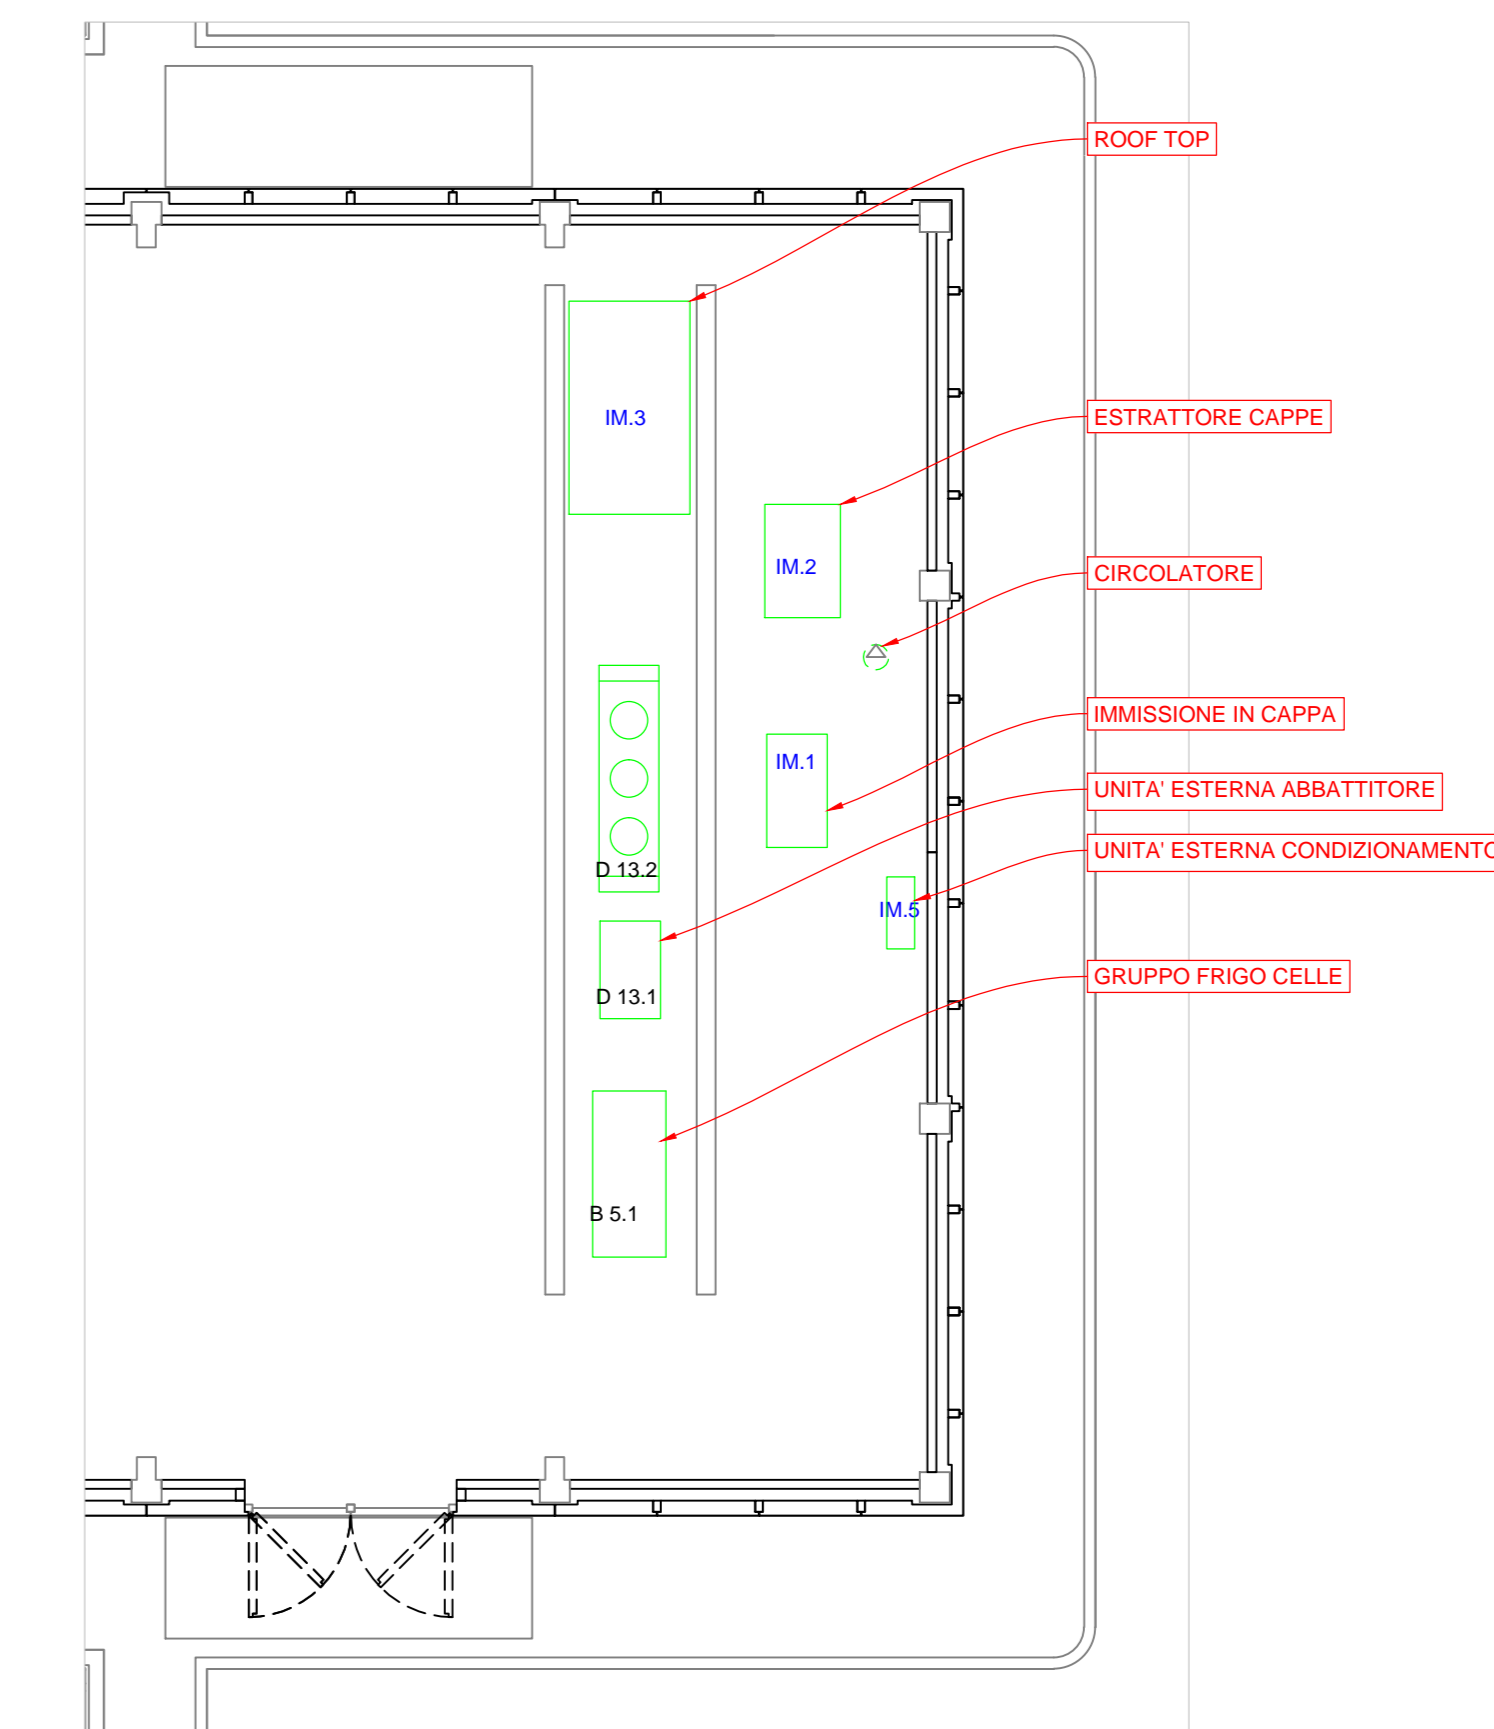 ROOF TOP
IM.3
ESTRATTORE CAPPE
IM.2
CIRCOLATORE
IMMISSIONE IN CAPPA
IM.1
UNITA' ESTERNA ABBATTITORE
UNITA' ESTERNA CONDIZIONAMENTO
D 13.2
IM.5
GRUPPO FRIGO CELLE
D 13.1
B 5.1